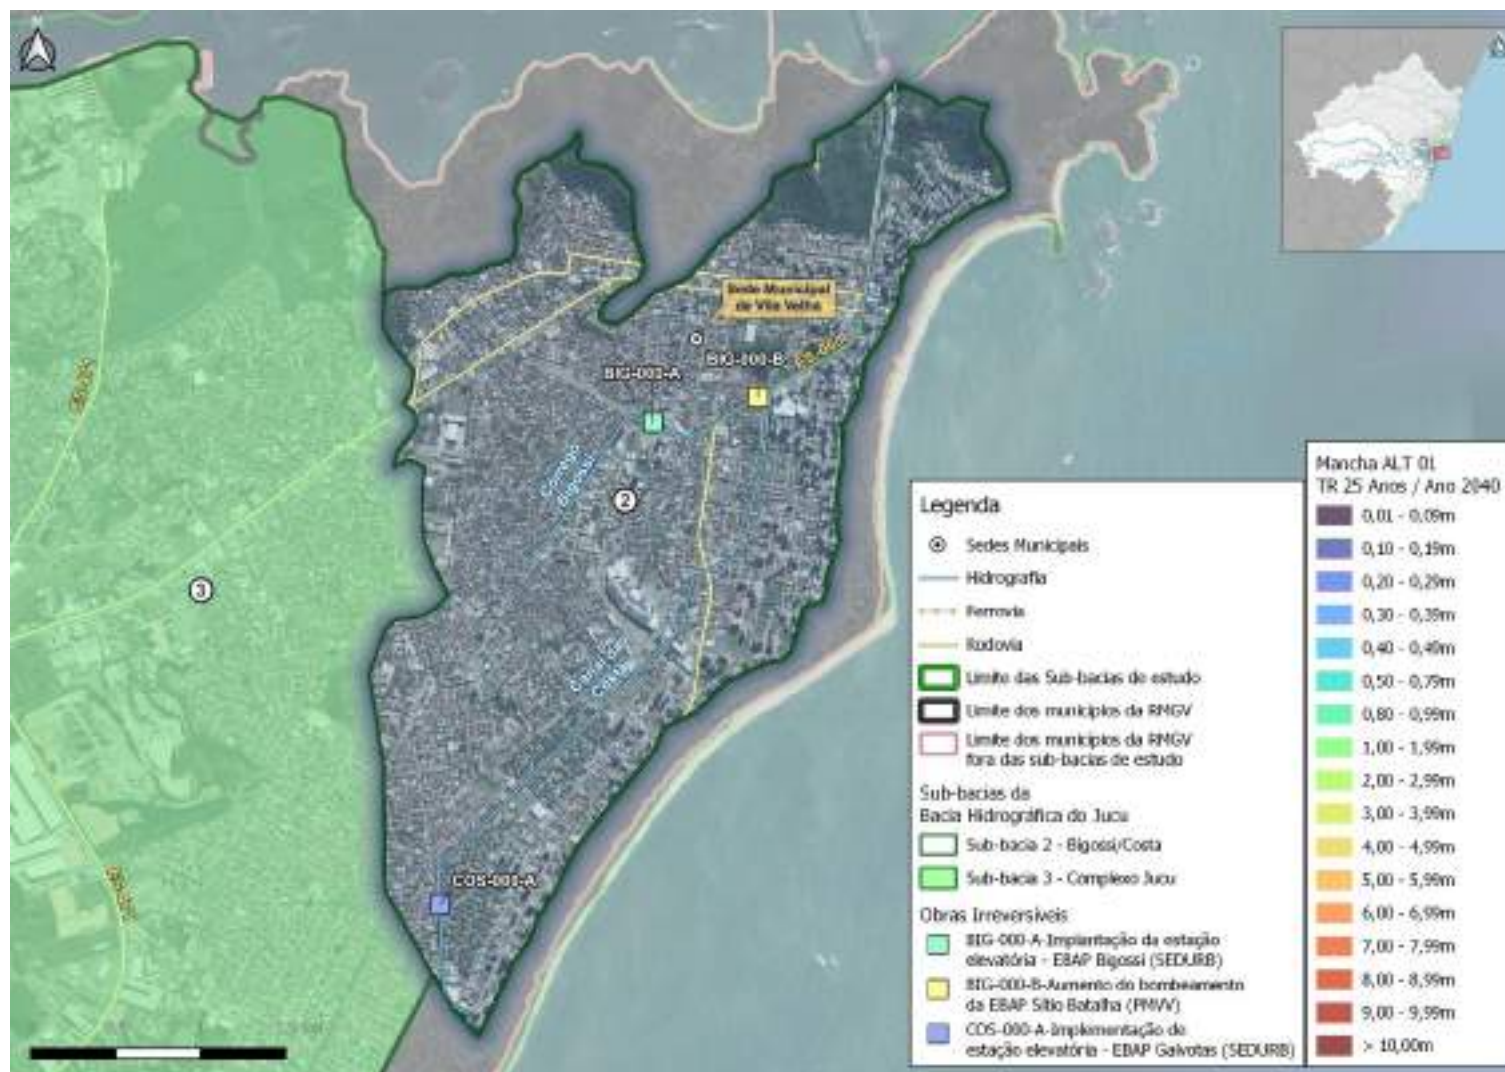 Sede Municipal
de Vila Velha
BIG-000-B
BIG-000-A
Córrego
Bigossi
2
3
Canal da
Costa
COS-000-A
Legenda
Sedes Municipais
Hidrografia
Ferrovia
Rodovia
Limite das Sub-bacias de estudo
Limite dos municípios da RMGV
Limite dos municípios da RMGV
fora das sub-bacias de estudo
Sub-bacias da
Bacia Hidrográfica do Jucu
Sub-bacia 2 - Bigossi/Costa
Sub-bacia 3 - Complexo Jucu
Obras Irreversíveis
BIG-000-A-Implantação da estação
elevatória - EBAP Bigossi (SEDURB)
BIG-000-B-Aumento do bombeamento
da EBAP Sítio Batalha (PMVV)
COS-000-A-Implementação de
estação elevatória - EBAP Gaivotas (SEDURB)
Mancha ALT 01
TR 25 Anos / Ano 2040
0,01 - 0,09m
0,10 - 0,19m
0,20 - 0,29m
0,30 - 0,39m
0,40 - 0,49m
0,50 - 0,79m
0,80 - 0,99m
1,00 - 1,99m
2,00 - 2,99m
3,00 - 3,99m
4,00 - 4,99m
5,00 - 5,99m
6,00 - 6,99m
7,00 - 7,99m
8,00 - 8,99m
9,00 - 9,99m
> 10,00m